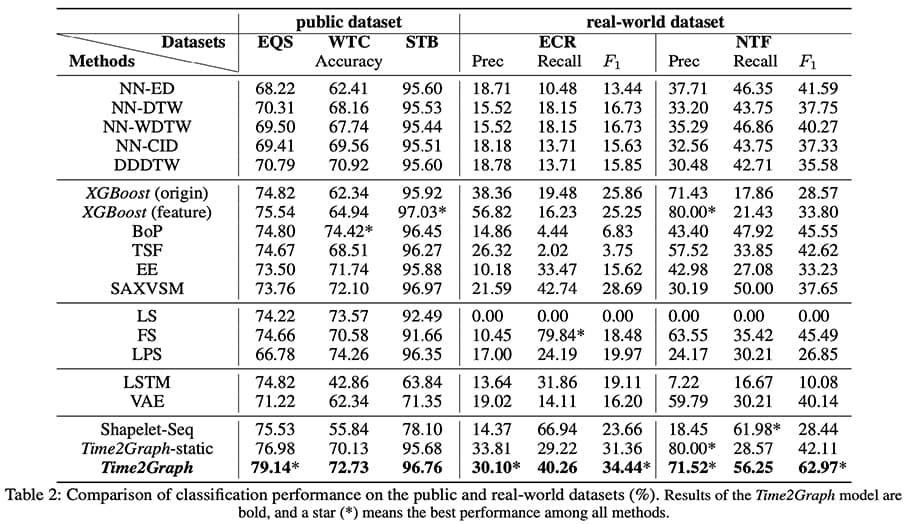 public dataset real-world dataset
Datasets EQS WTC STB ECR NTF
Methods Accuracy Prec Recall F1 Prec Recall F1
NN-ED 68.22 62.41 95.60 18.71 10.48 13.44 37.71 46.35 41.59
NN-DTW 70.31 68.16 95.53 15.52 18.15 16.73 33.20 43.75 37.75
NN-WDTW 69.50 67.74 95.44 15.52 18.15 16.73 35.29 46.86 40.27
NN-CID 69.41 69.56 95.51 18.18 13.71 15.63 32.56 43.75 37.33
DDDTW 70.79 70.92 95.60 18.78 13.71 15.85 30.48 42.71 35.58
XGBoost (origin) 74.82 62.34 95.92 38.36 19.48 25.86 71.43 17.86 28.57
XGBoost (feature) 75.54 64.94 97.03* 56.82 16.23 25.25 80.00* 21.43 33.80
BoP 74.80 74.42* 96.45 14.86 4.44 6.83 43.40 47.92 45.55
TSF 74.67 68.51 96.27 26.32 2.02 3.75 57.52 33.85 42.62
EE 73.50 71.74 95.88 10.18 33.47 15.62 42.98 27.08 33.23
SAXVSM 73.76 72.10 96.97 21.59 42.74 28.69 30.19 50.00 37.65
LS 74.22 73.57 92.49 0.00 0.00 0.00 0.00 0.00 0.00
FS 74.66 70.58 91.66 10.45 79.84* 18.48 63.55 35.42 45.49
LPS 66.78 74.26 96.35 17.00 24.19 19.97 24.17 30.21 26.85
LSTM 74.82 42.86 63.84 13.64 31.86 19.11 7.22 16.67 10.08
VAE 71.22 62.34 71.35 19.02 14.11 16.20 59.79 30.21 40.14
Shapelet-Seq 75.53 55.84 78.10 14.37 66.94 23.66 18.45 61.98* 28.44
Time2Graph-static 76.98 70.13 95.68 33.81 29.22 31.36 80.00* 28.57 42.11
Time2Graph 79.14* 72.73 96.76 30.10* 40.26 34.44* 71.52* 56.25 62.97*
Table 2: Comparison of classification performance on the public and real-world datasets (%). Results of the Time2Graph model are
bold, and a star (*) means the best performance among all methods.